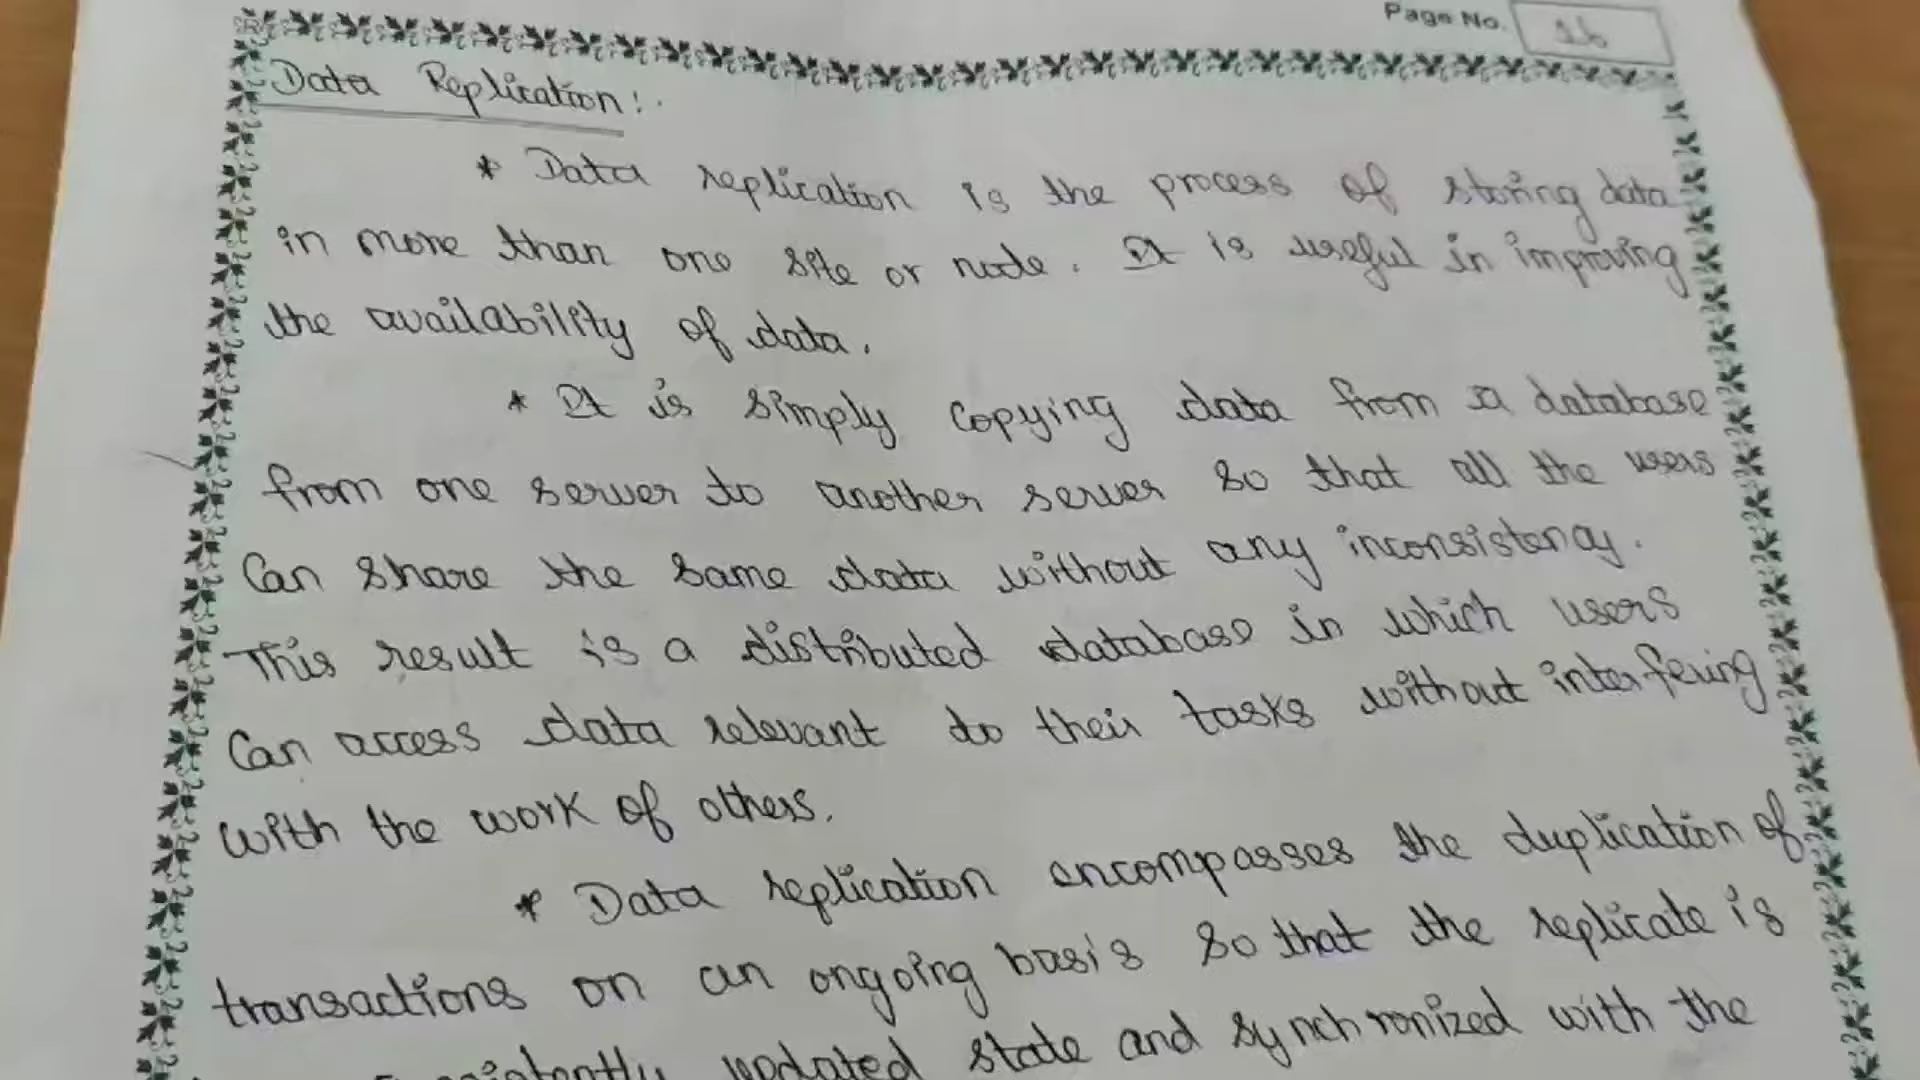 Page No. 16
Data Replication:-
* Data replication is the process of storing data
in more than one site or node. It is useful in improving
the availability of data.
* It is simply copying data from a database
from one server to another server so that all the users
Can share the same data without any inconsistency.
This result is a distributed database in which users
Can access data relevant to their tasks without interfering
with the work of others.
* Data replication encompasses the duplication of
transactions on an ongoing basis so that the replicate is
updated state and synchronized with the